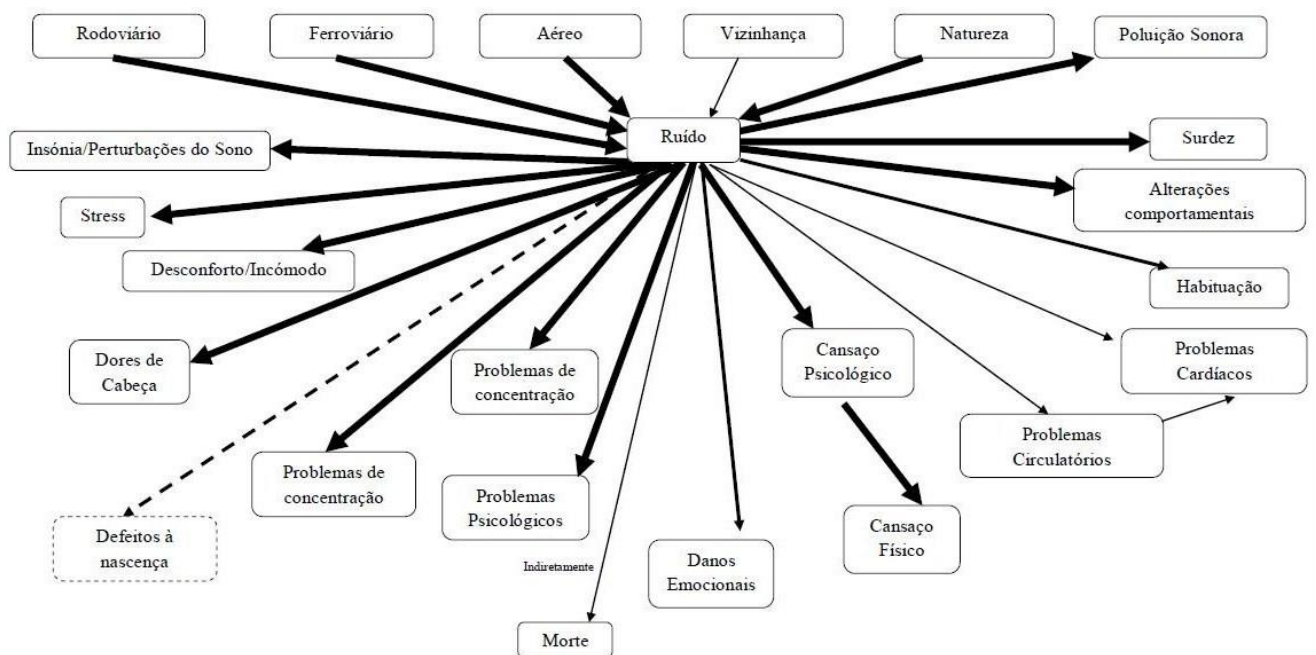 Rodoviário
Ferroviário
Aéreo
Vizinhança
Natureza
Poluição Sonora
Ruído
Insónia/Perturbações do Sono
Surdez
Stress
Alterações
comportamentais
Desconforto/Incómodo
Habituação
Dores de
Cabeça
Problemas de
concentração
Cansaço
Psicológico
Problemas
Cardíacos
Problemas
Circulatórios
Problemas de
concentração
Problemas
Psicológicos
Defeitos à
nascença
Cansaço
Físico
Indiretamente
Danos
Emocionais
Morte